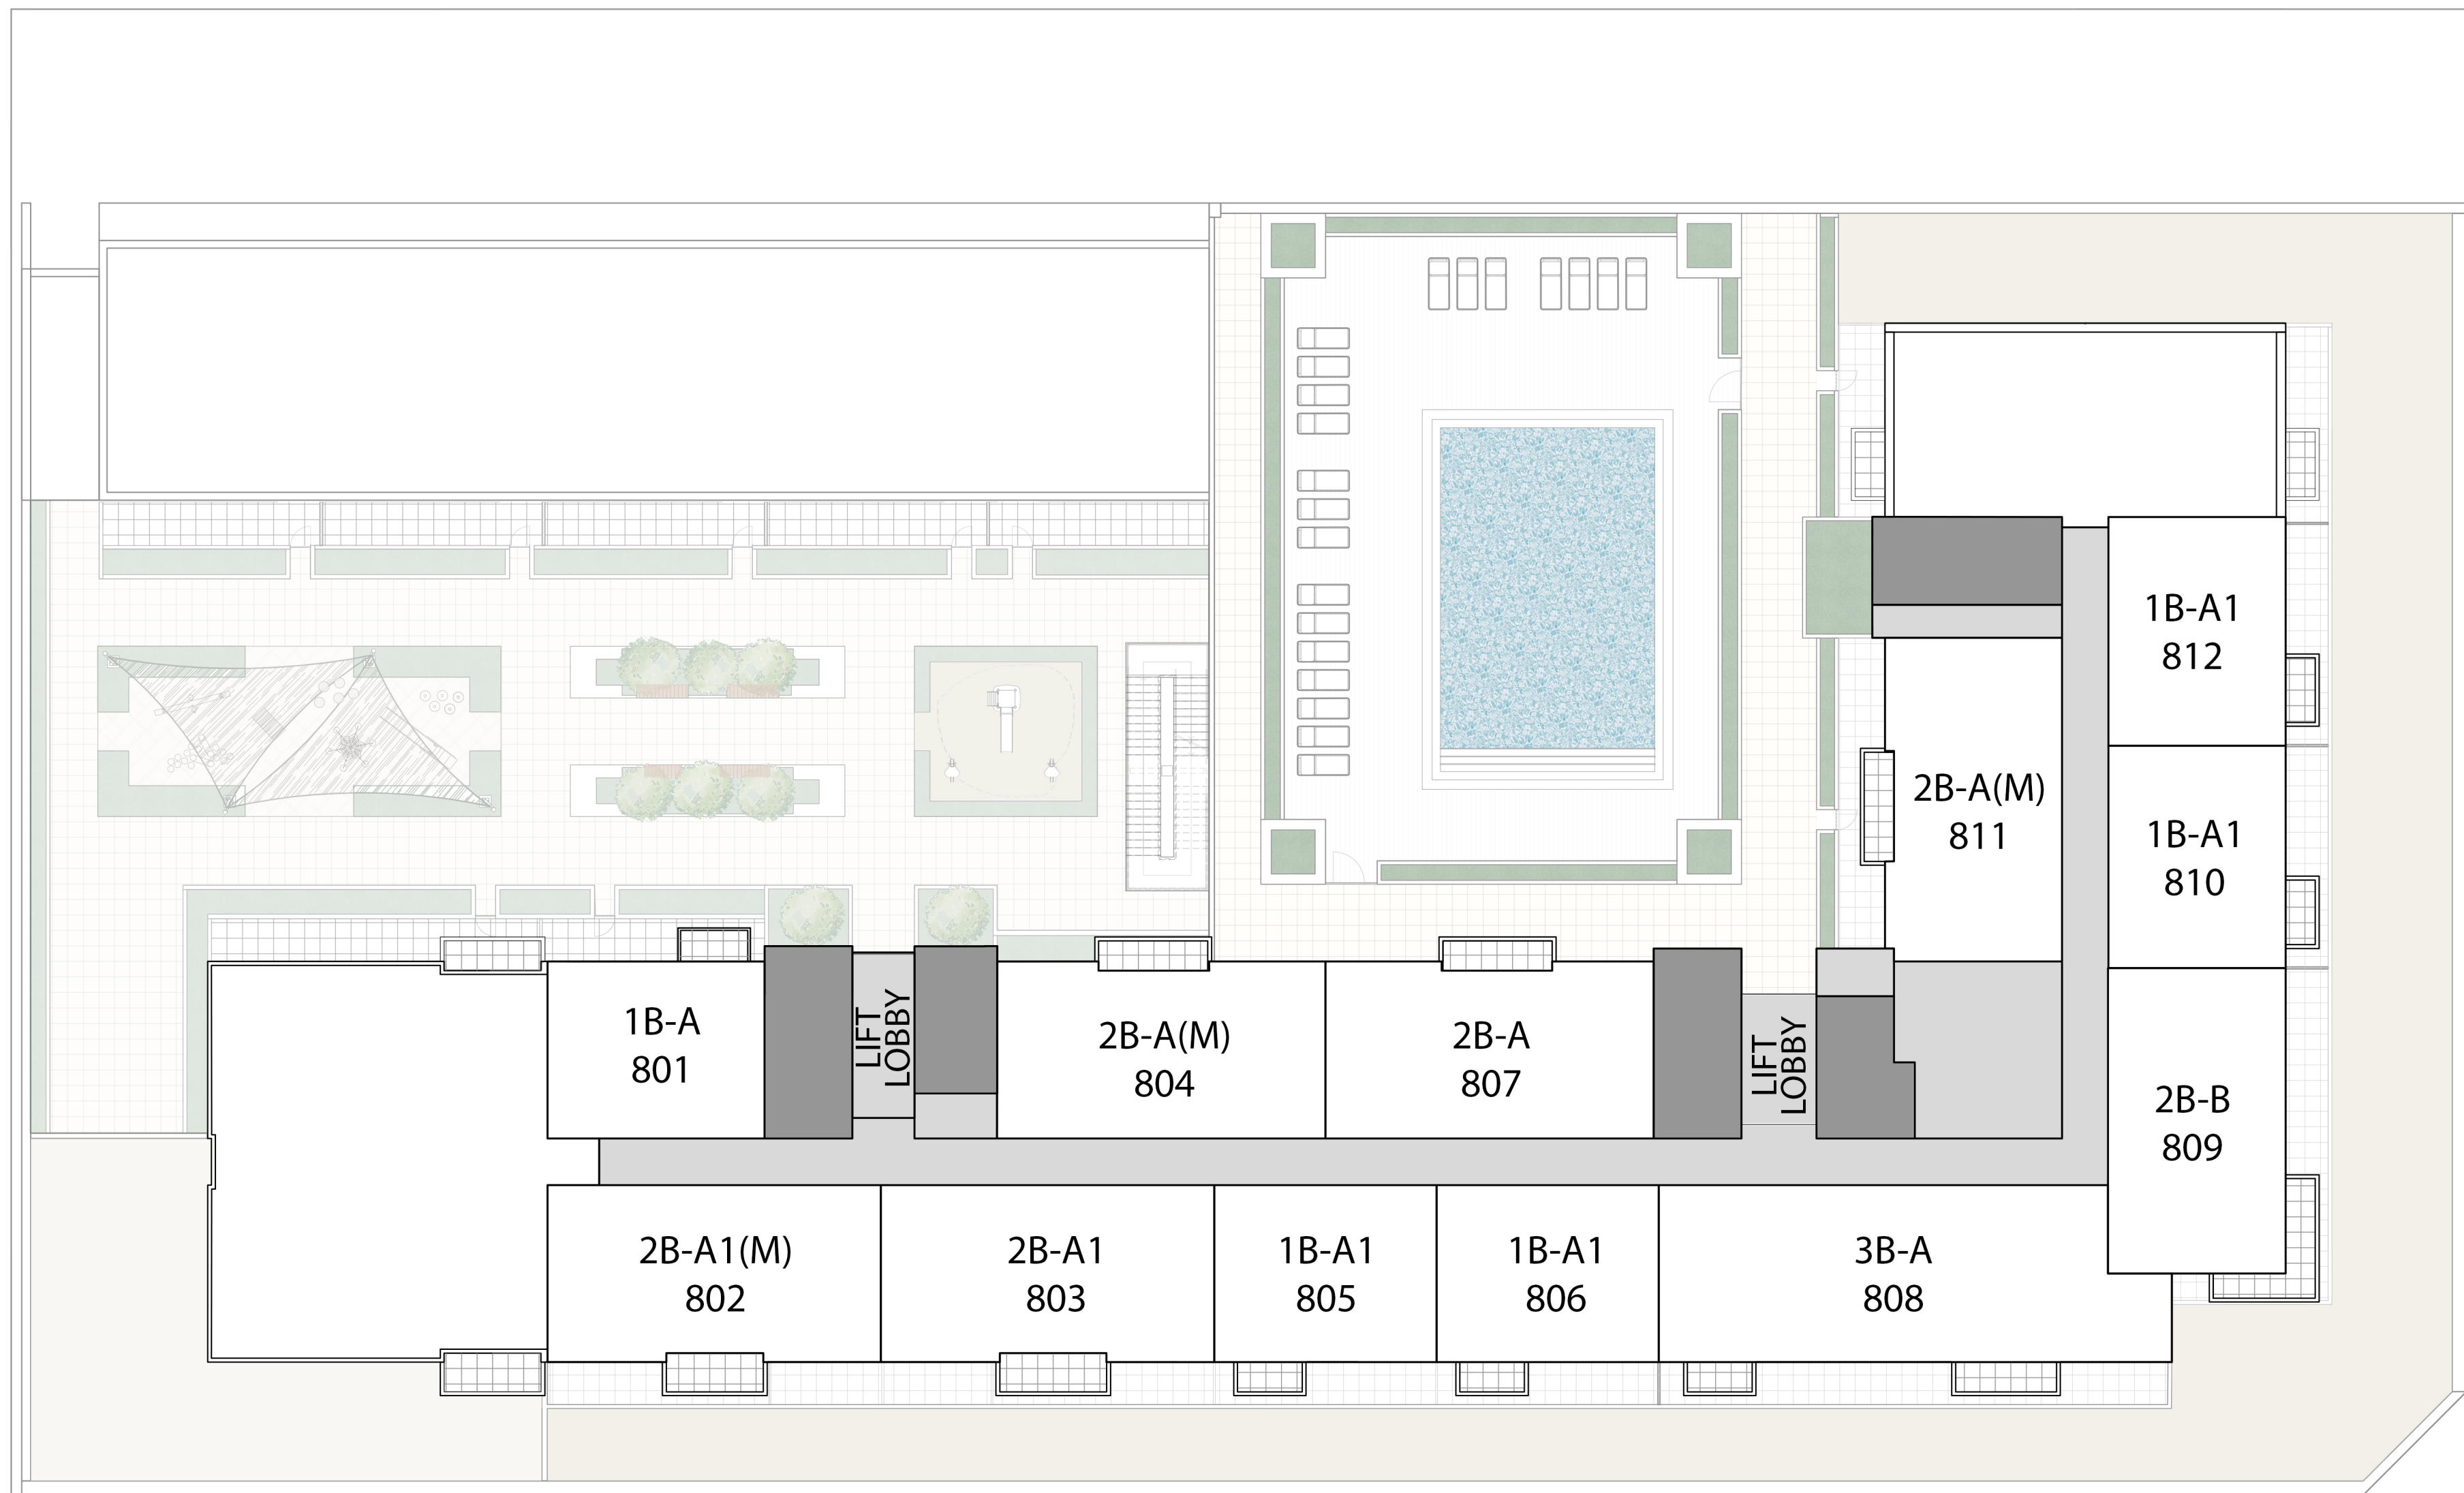 1B-A1
812
2B-A(M)
811
1B-A1
810
1B-A
801
LIFT
LOBBY
2B-A(M)
804
2B-A
807
LIFT
LOBBY
2B-B
809
2B-A1(M)
802
2B-A1
803
1B-A1
805
1B-A1
806
3B-A
808